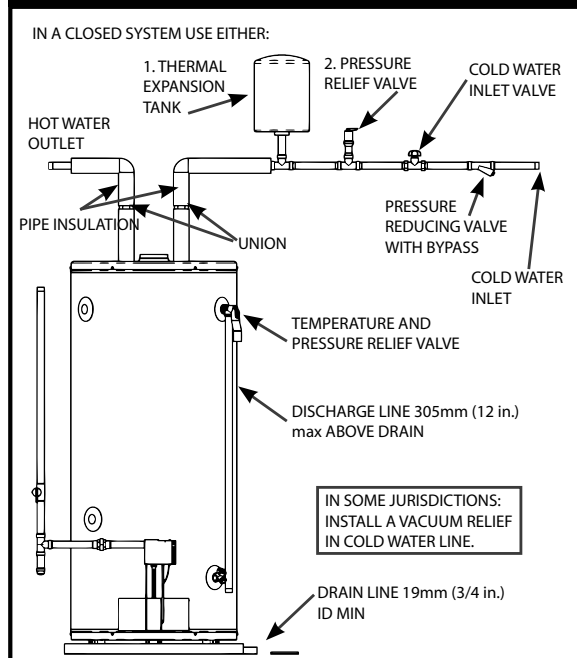 IN A CLOSED SYSTEM USE EITHER:
1. THERMAL
EXPANSION
TANK
2. PRESSURE
RELIEF VALVE
COLD WATER
INLET VALVE
HOT WATER
OUTLET
PIPE INSULATION
UNION
PRESSURE
REDUCING VALVE
WITH BYPASS
COLD WATER
INLET
TEMPERATURE AND
PRESSURE RELIEF VALVE
DISCHARGE LINE 305mm (12 in.)
max ABOVE DRAIN
IN SOME JURISDICTIONS:
INSTALL A VACUUM RELIEF
IN COLD WATER LINE.
DRAIN LINE 19mm (3/4 in.)
ID MIN